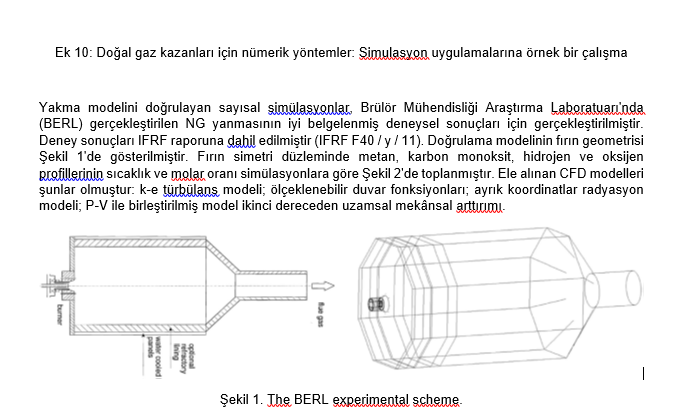 Ek 10: Doğal gaz kazanları için nümerik yöntemler: Simulasyon uygulamalarına örnek bir çalışma
Yakma modelini doğrulayan sayısal simülasyonlar, Brülör Mühendisliği Araştırma Laboratuarı'nda
(BERL) gerçekleştirilen NG yanmasının iyi belgelenmiş deneysel sonuçları için gerçekleştirilmiştir.
Deney sonuçları IFRF raporuna dahil edilmiştir (IFRF F40 / y / 11). Doğrulama modelinin fırın geometrisi
Şekil 1'de gösterilmiştir. Fırın simetri düzleminde metan, karbon monoksit, hidrojen ve oksijen
profillerinin sıcaklık ve molar oranı simülasyonlara göre Şekil 2'de toplanmıştır. Ele alınan CFD modelleri
şunlar olmuştur: k-e türbülans modeli; ölçeklenebilir duvar fonksiyonları; ayrık koordinatlar radyasyon
modeli; P-V ile birleştirilmiş model ikinci dereceden uzamsal mekânsal arttırımı.
burner
optional
refractory
lining
water cooled
panels
flue gas
Şekil 1. The BERL experimental scheme.